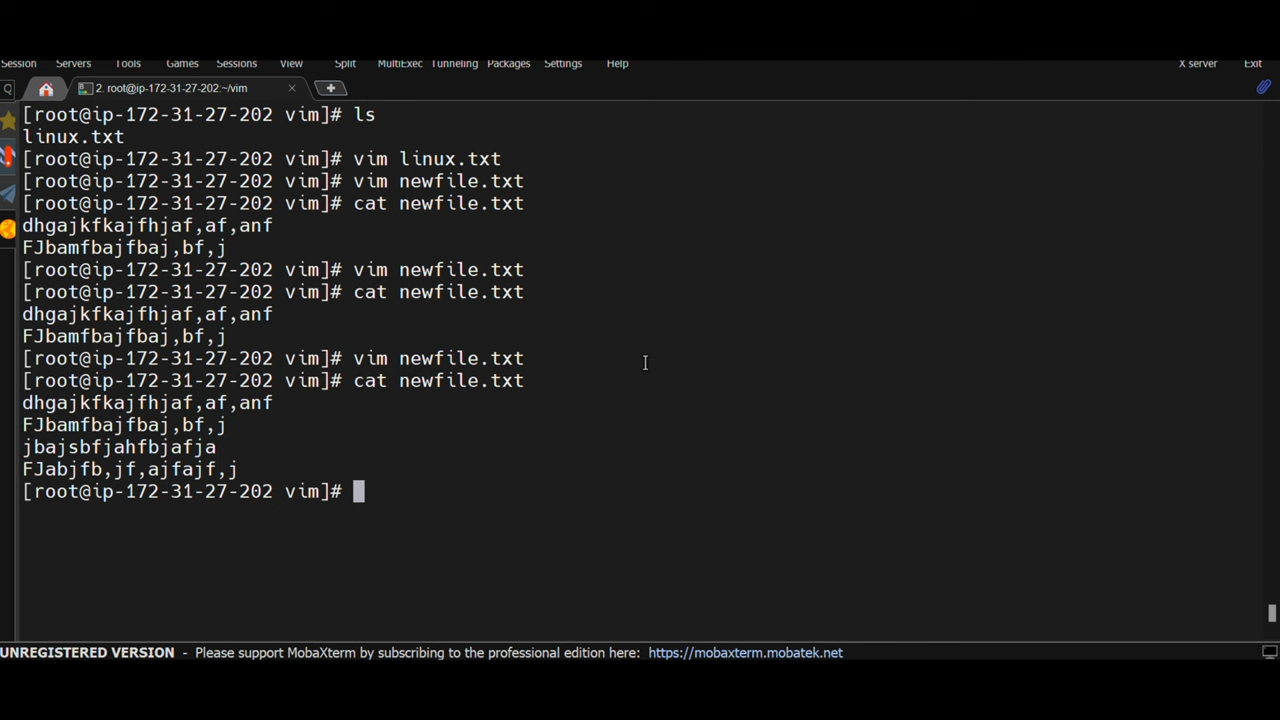 Session Servers Tools Games Sessions View Split MultiExec Tunneling Packages Settings Help X server Exit
2. root@ip-172-31-27-202:~/vim
[root@ip-172-31-27-202 vim]# ls
linux.txt
[root@ip-172-31-27-202 vim]# vim linux.txt
[root@ip-172-31-27-202 vim]# vim newfile.txt
[root@ip-172-31-27-202 vim]# cat newfile.txt
dhgajkfkajfhjaf,af,anf
FJbamfbajfbaj,bf,j
[root@ip-172-31-27-202 vim]# vim newfile.txt
[root@ip-172-31-27-202 vim]# cat newfile.txt
dhgajkfkajfhjaf,af,anf
FJbamfbajfbaj,bf,j
[root@ip-172-31-27-202 vim]# vim newfile.txt
[root@ip-172-31-27-202 vim]# cat newfile.txt
dhgajkfkajfhjaf,af,anf
FJbamfbajfbaj,bf,j
jbajsbfjahfbjafja
FJabjfb,jf,ajfajf,j
[root@ip-172-31-27-202 vim]#
UNREGISTERED VERSION - Please support MobaXterm by subscribing to the professional edition here: https://mobaxterm.mobatek.net